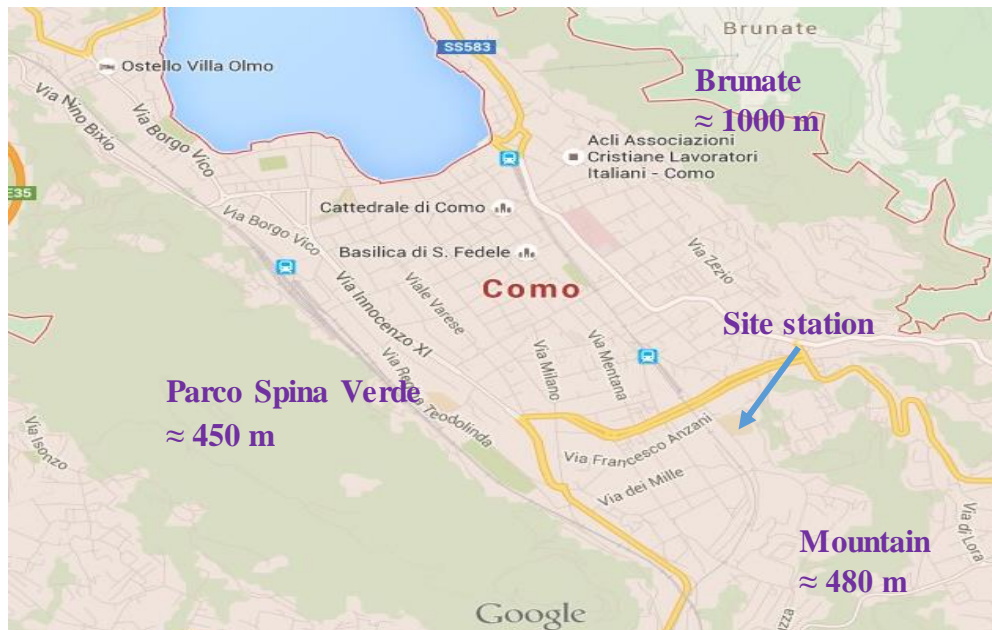 Brunate
SS583
Ostello Villa Olmo
Brunate
≈ 1000 m
Via Nino Bixio
Via Borgo Vico
Acli Associazioni
Cristiane Lavoratori
Italiani - Como
E35
Cattedrale di Como
Via Borgo Vico
Basilica di S. Fedele
Via Zezio
Como
Viale Varese
Via Innocenzo XI
Site station
Via Milano
Via Mentana
Parco Spina Verde
≈ 450 m
Via Regina Teodolinda
Via Isonzo
Via Francesco Anzani
Via dei Mille
Via di Lora
Mountain
≈ 480 m
Google